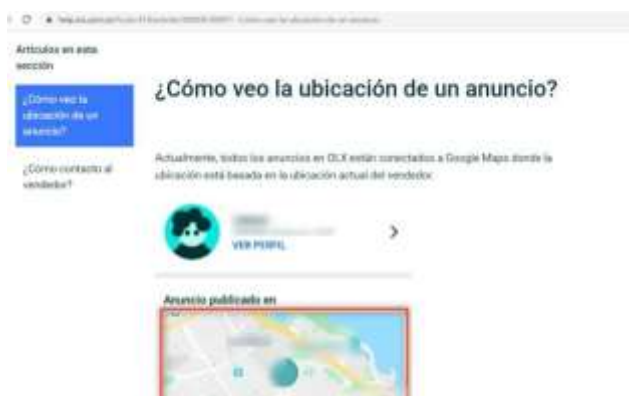 Artículos en esta
sección
¿Cómo veo la
ubicación de un
anuncio?
¿Cómo contacto al
vendedor?
¿Cómo veo la ubicación de un anuncio?
Actualmente, todos los anuncios en OLX están conectados a Google Maps donde la
ubicación está basada en la ubicación actual del vendedor.
VER PERFIL
Anuncio publicado en